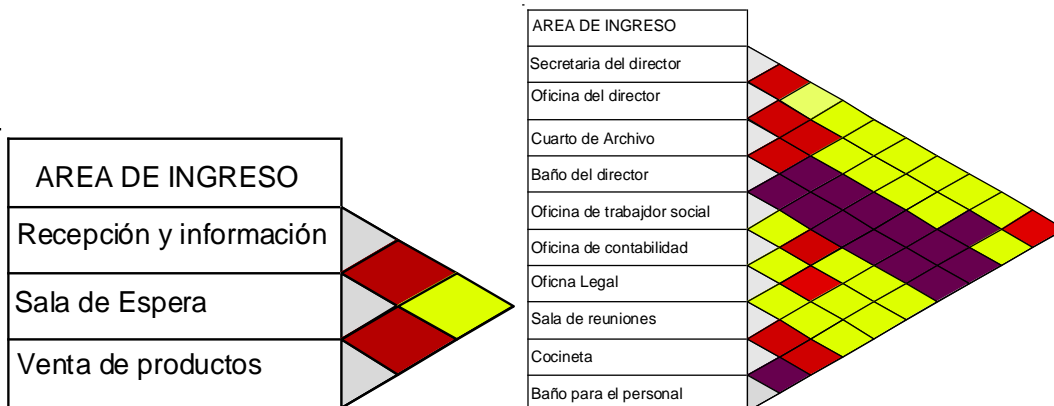 AREA DE INGRESO
Recepción y información
Sala de Espera
Venta de productos
AREA DE INGRESO
Secretaria del director
Oficina del director
Cuarto de Archivo
Baño del director
Oficina de trabajdor social
Oficina de contabilidad
Oficna Legal
Sala de reuniones
Cocineta
Baño para el personal